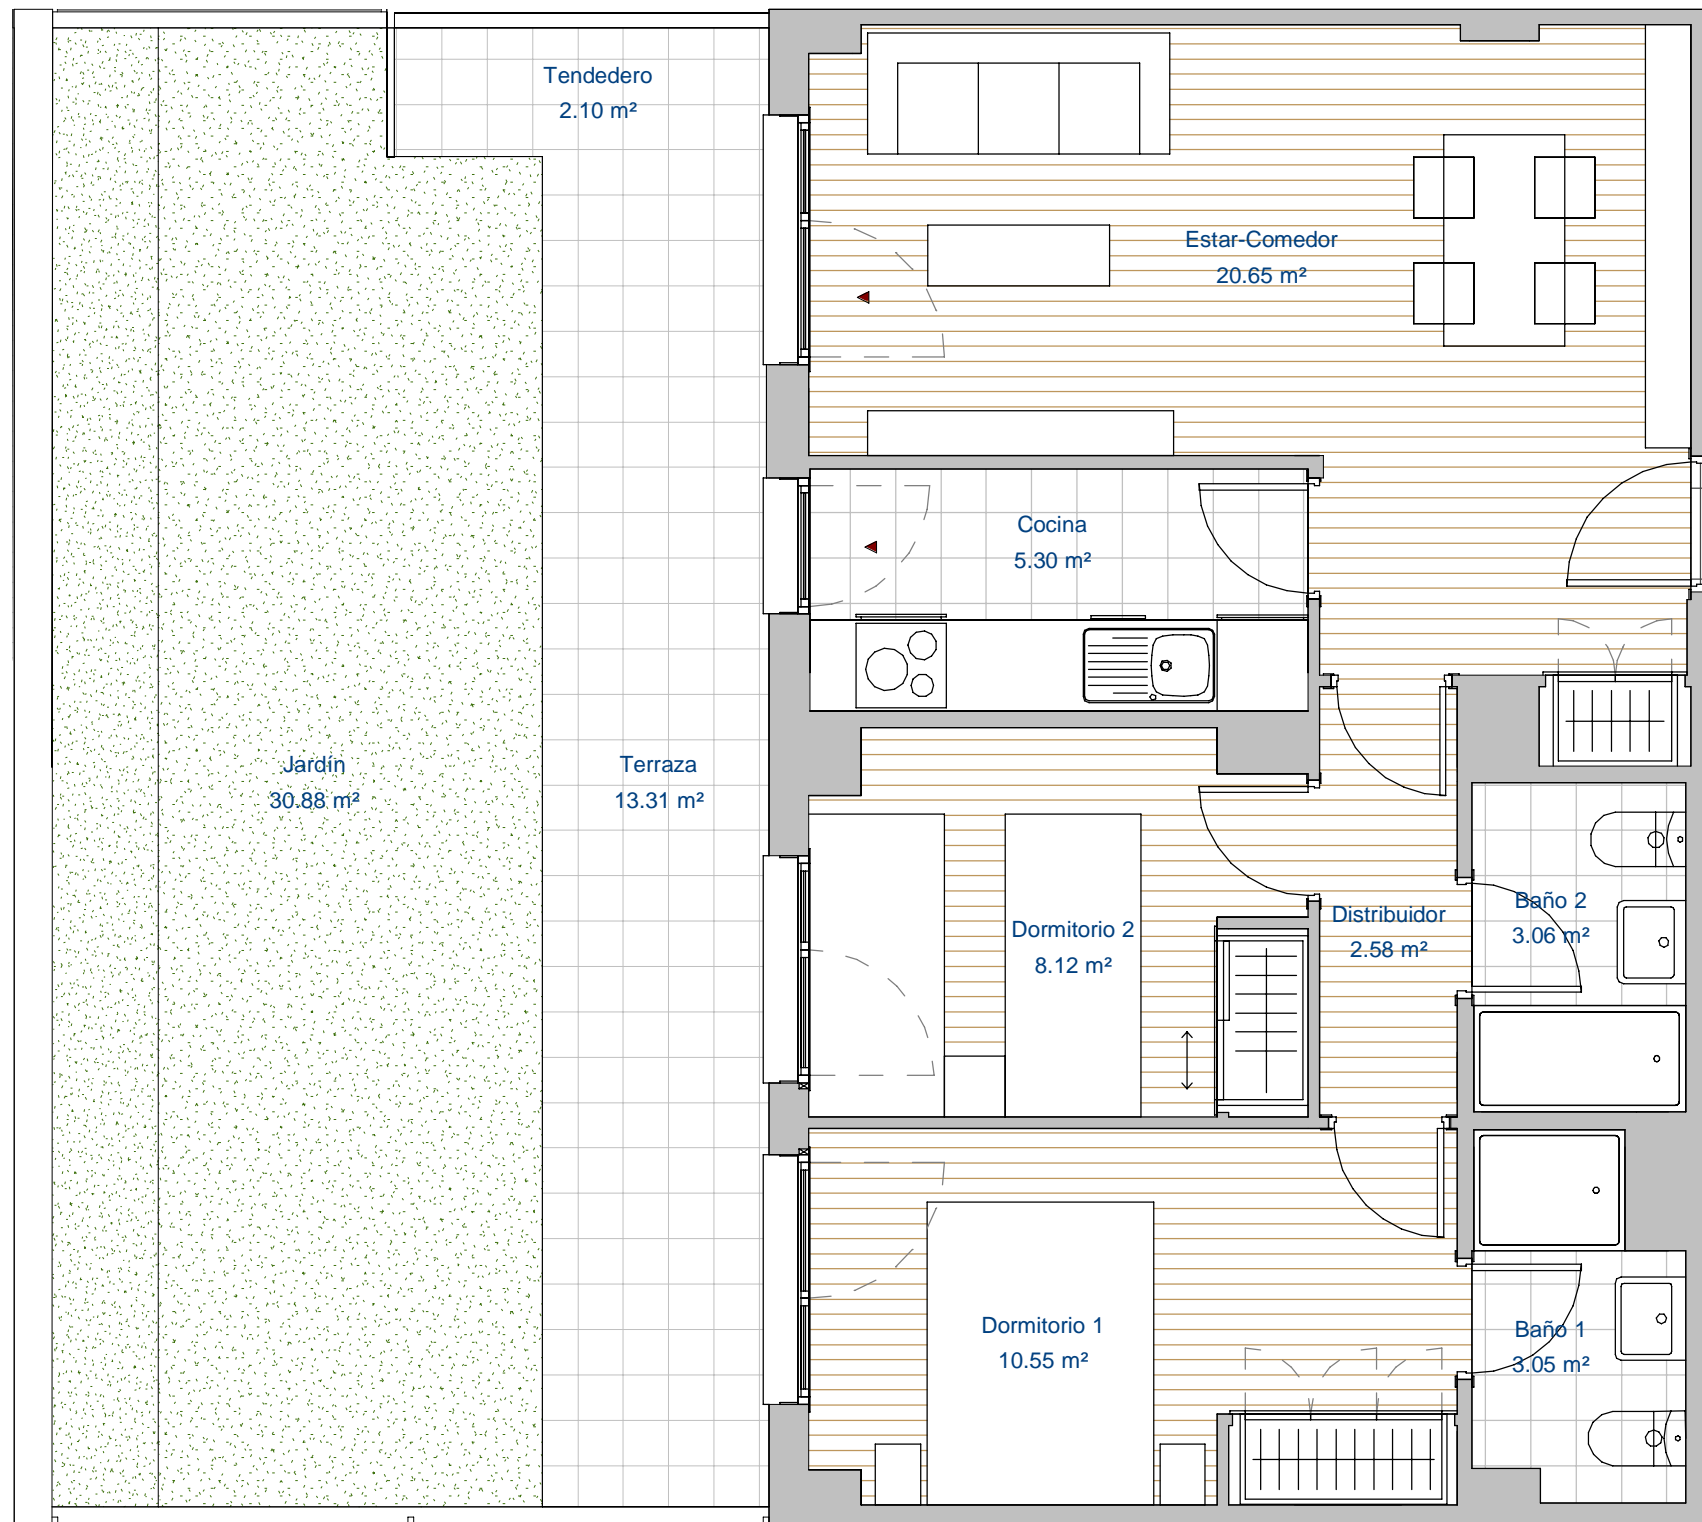 Tendedero
2.10 m²
Estar-Comedor
20.65 m²
Cocina
5.30 m²
Jardín
30.88 m²
Terraza
13.31 m²
Dormitorio 2
8.12 m²
Distribuidor
2.58 m²
Baño 2
3.06 m²
Dormitorio 1
10.55 m²
Baño 1
3.05 m²